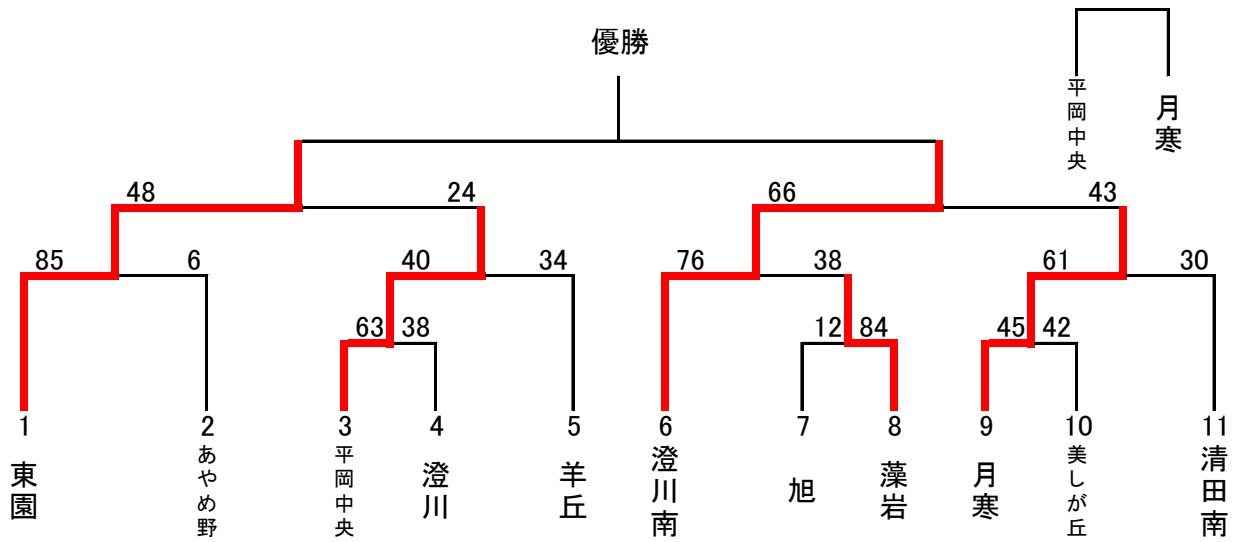 優勝
平岡中央
月寒
48 24 66 43
85 6 40 34 76 38 61 30
63 38 12 84 45 42
1 2 3 4 5 6 7 8 9 10 11
東園
あやめ野
平岡中央
澄川
羊丘
澄川南
旭
藻岩
月寒
美しが丘
清田南